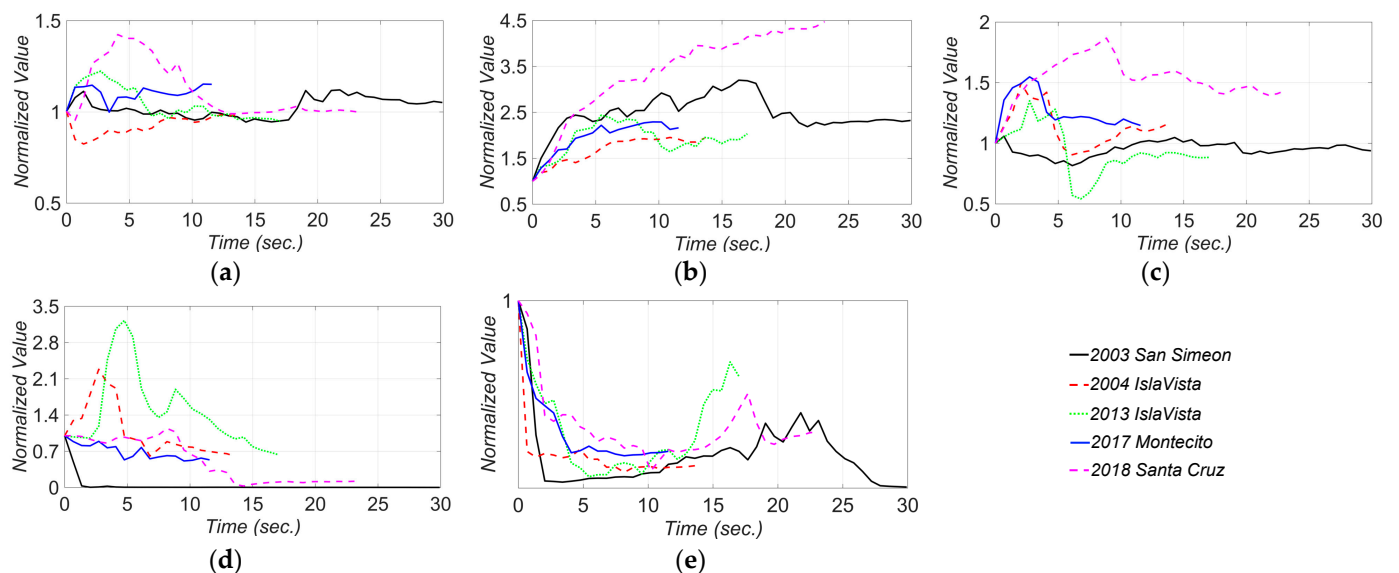 1.5
1
0.5
Normalized Value
0 5 10 15 20 25 30
Time (sec.)
(a)
4.5
3.5
2.5
1.5
0.5
Normalized Value
0 5 10 15 20 25 30
Time (sec.)
(b)
2
1.5
1
0.5
Normalized Value
0 5 10 15 20 25 30
Time (sec.)
(c)
3.5
2.8
2.1
1.4
0.7
0
Normalized Value
0 5 10 15 20 25 30
Time (sec.)
(d)
1
Normalized Value
0 5 10 15 20 25 30
Time (sec.)
(e)
2003 San Simeon
2004 IslaVista
2013 IslaVista
2017 Montecito
2018 Santa Cruz